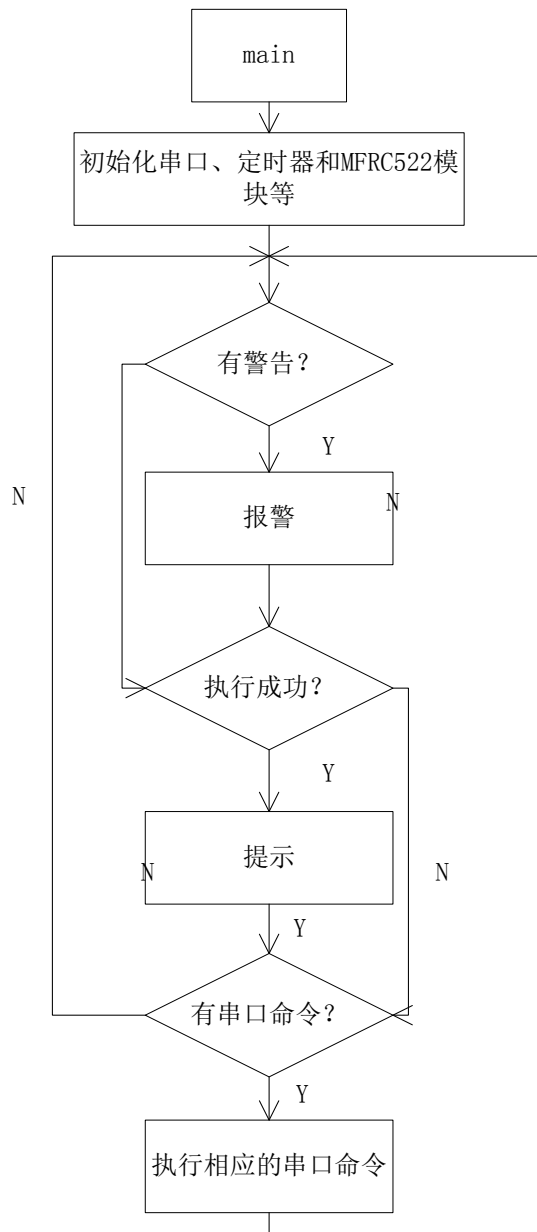 main
初始化串口、定时器和MFRC522模
块等
有警告?
Y
N
报警
N
执行成功?
Y
提示
N
N
Y
有串口命令?
Y
执行相应的串口命令